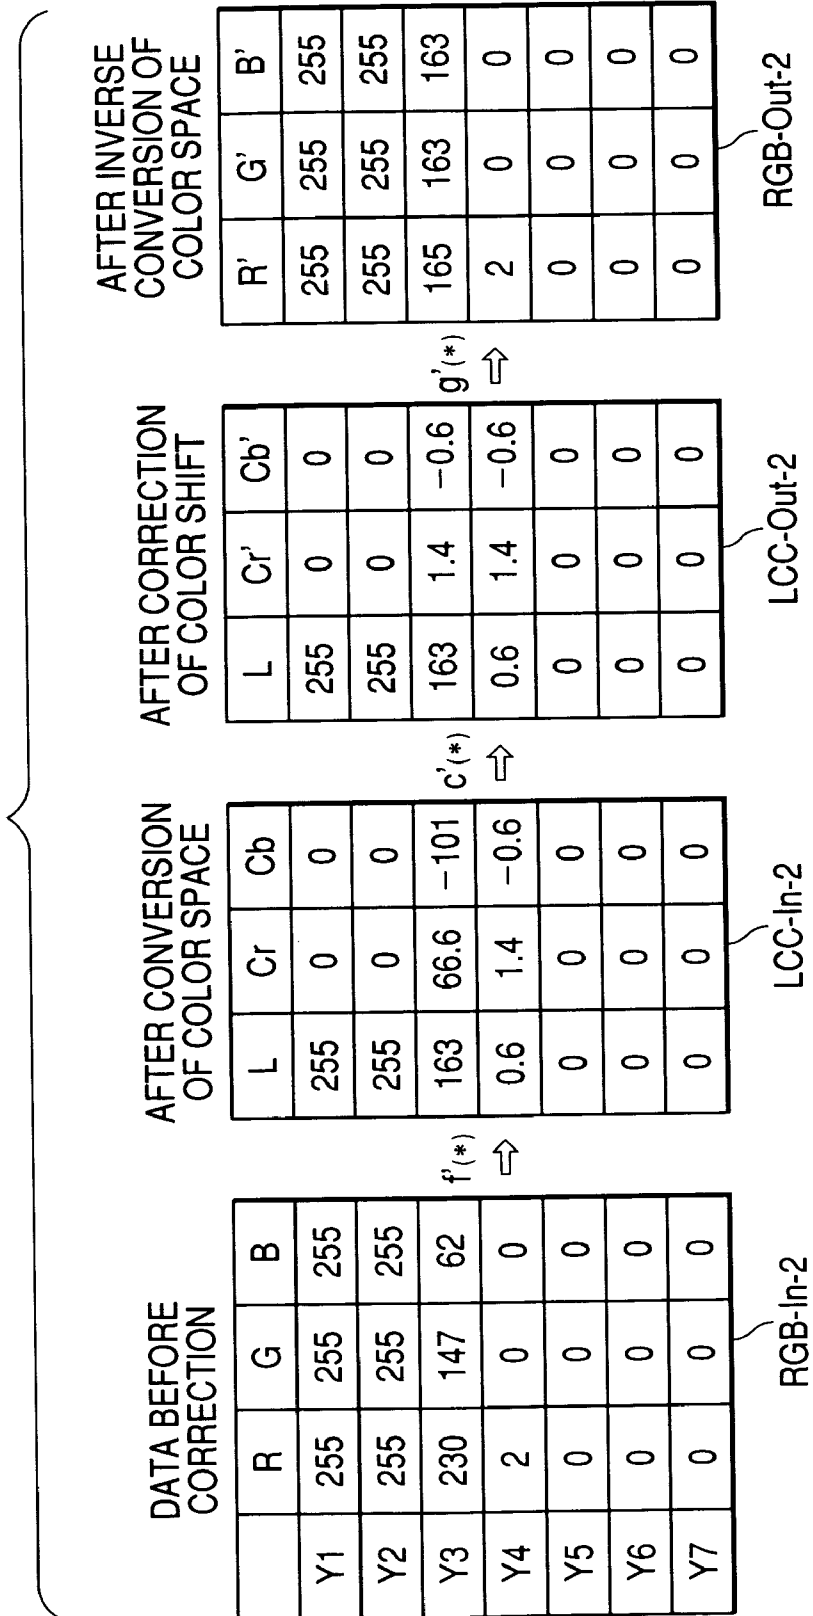 DATA BEFORE
CORRECTION
R G B
Y1 255 255 255
Y2 255 255 255
Y3 230 147 62
Y4 2 0 0
Y5 0 0 0
Y6 0 0 0
Y7 0 0 0
RGB-In-2
f'(*)
⇨
AFTER CONVERSION
OF COLOR SPACE
L Cr Cb
255 0 0
255 0 0
163 66.6 −101
0.6 1.4 −0.6
0 0 0
0 0 0
0 0 0
LCC-In-2
c'(*)
⇨
AFTER CORRECTION
OF COLOR SHIFT
L Cr' Cb'
255 0 0
255 0 0
163 1.4 −0.6
0.6 1.4 −0.6
0 0 0
0 0 0
0 0 0
LCC-Out-2
g'(*)
⇨
AFTER INVERSE
CONVERSION OF
COLOR SPACE
R' G' B'
255 255 255
255 255 255
165 163 163
2 0 0
0 0 0
0 0 0
0 0 0
RGB-Out-2